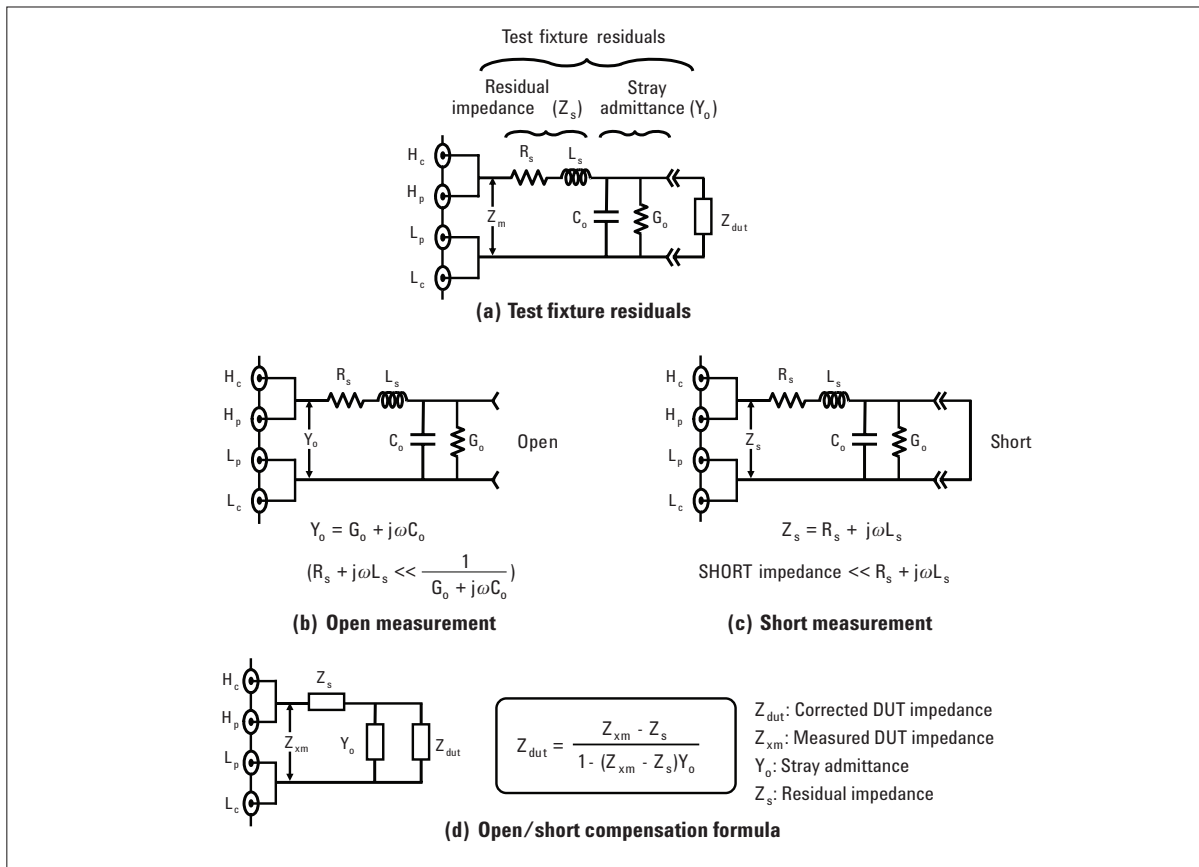 Test fixture residuals
Residual impedance (Zs)
Stray admittance (Yo)
Hc
Rs
Ls
Hp
Zm
Co
Go
Zdut
Lp
Lc
(a) Test fixture residuals
Hc
Rs
Ls
Hp
Yo
Co
Go
Open
Lp
Lc
Yo = Go + jωCo
(Rs + jωLs << 1 / Go + jωCo)
(b) Open measurement
Hc
Rs
Ls
Hp
Zs
Co
Go
Short
Lp
Lc
Zs = Rs + jωLs
SHORT impedance << Rs + jωLs
(c) Short measurement
Hc
Zs
Hp
Zxm
Yo
Zdut
Lp
Lc
Zdut = Zxm - Zs / 1- (Zxm - Zs)Yo
Zdut: Corrected DUT impedance
Zxm: Measured DUT impedance
Yo: Stray admittance
Zs: Residual impedance
(d) Open/short compensation formula